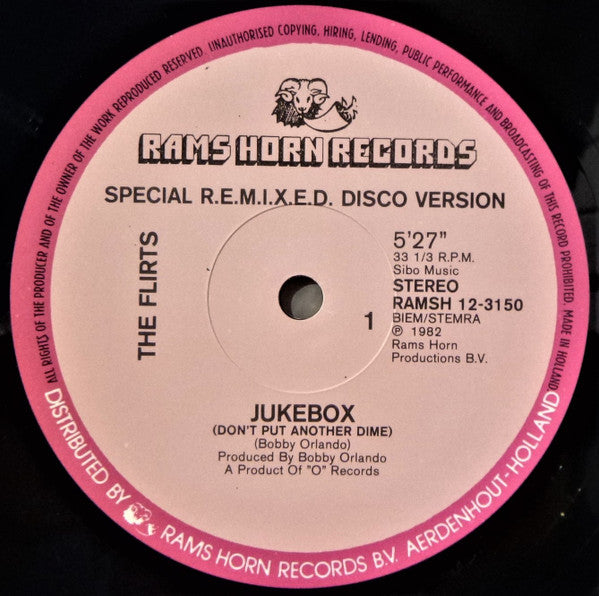 ALL RIGHTS OF THE PRODUCER AND OF THE OWNER OF THE WORK REPRODUCED RESERVED. UNAUTHORISED COPYING, HIRING, LENDING, PUBLIC PERFORMANCE AND BROADCASTING OF THIS RECORD PROHIBITED. MADE IN HOLLAND
RAMS HORN RECORDS
SPECIAL R.E.M.I.X.E.D. DISCO VERSION
THE FLIRTS
5'27"
33 1/3 R.P.M.
Sibo Music
STEREO
RAMSH 12-3150
BIEM/STEMRA
℗ 1982
Rams Horn
Productions B.V.
1
JUKEBOX
(DON'T PUT ANOTHER DIME)
(Bobby Orlando)
Produced By Bobby Orlando
A Product Of "O" Records
DISTRIBUTED BY RAMS HORN RECORDS B.V. AERDENHOUT-HOLLAND